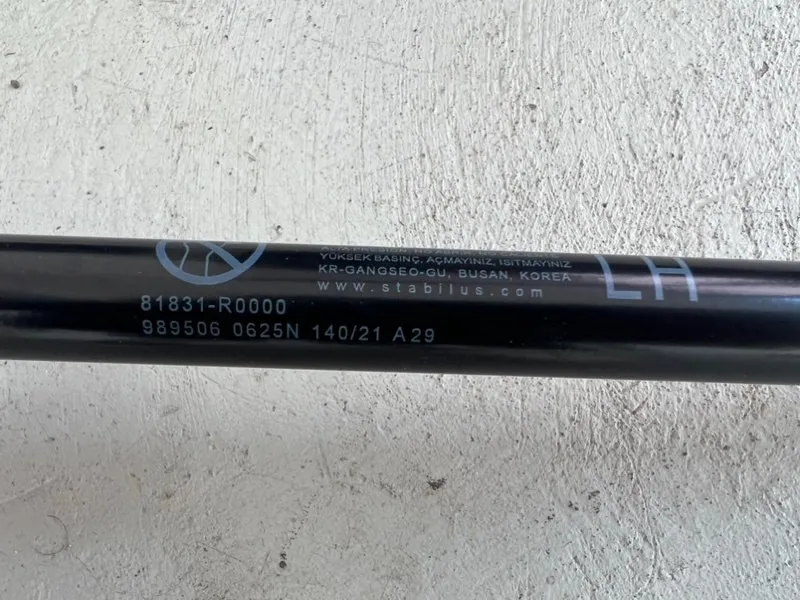 YÜKSEK BASINÇ, AÇMAYINIZ, ISITMAYINIZ
KR-GANGSEO-GU, BUSAN, KOREA
www.stabilus.com
LH
81831-R0000
989506 0625N 140/21 A29